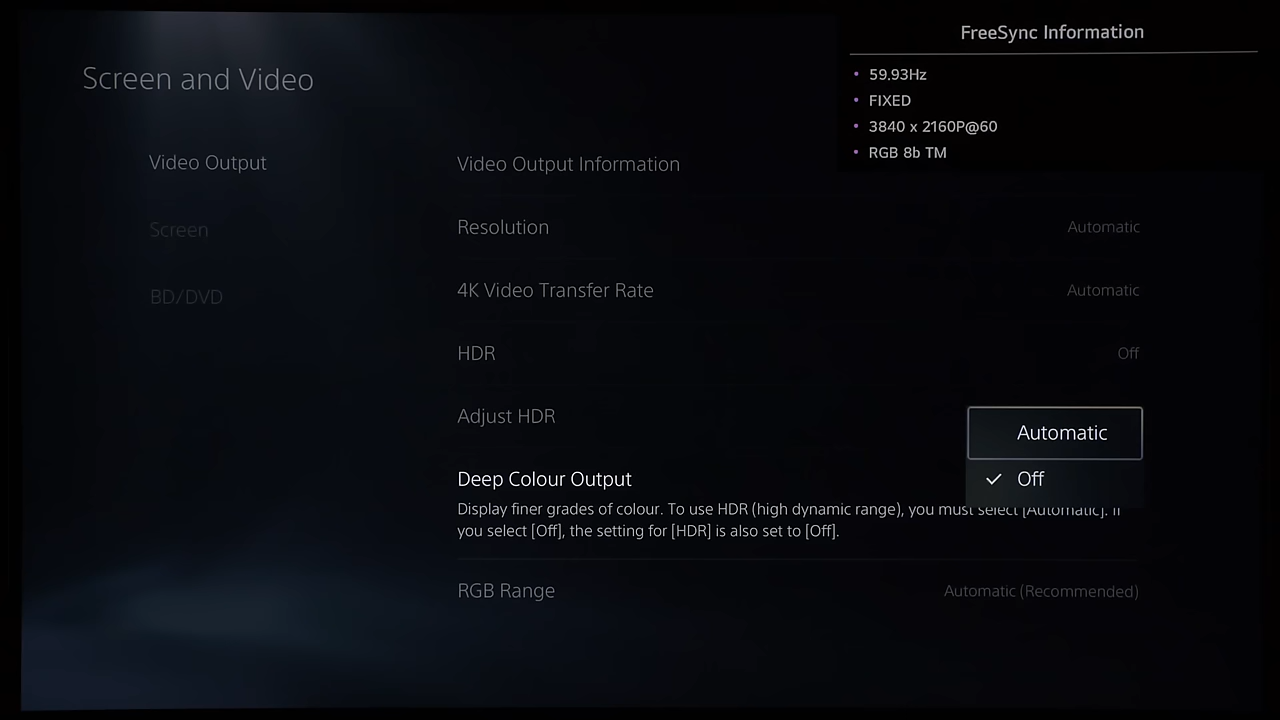 FreeSync Information
• 59.93Hz
• FIXED
• 3840 x 2160P@60
• RGB 8b TM
Screen and Video
Video Output
Screen
BD/DVD
Video Output Information
Resolution Automatic
4K Video Transfer Rate Automatic
HDR Off
Adjust HDR
Automatic
Deep Colour Output ✓ Off
Display finer grades of colour. To use HDR (high dynamic range), you must select [Automatic]. If
you select [Off], the setting for [HDR] is also set to [Off].
RGB Range Automatic (Recommended)